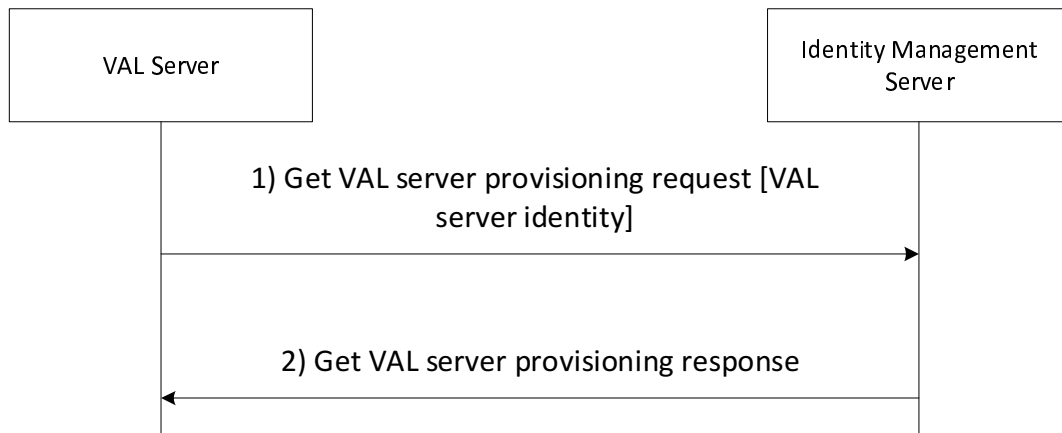 VAL Server
Identity Management
Server
1) Get VAL server provisioning request [VAL
server identity]
2) Get VAL server provisioning response